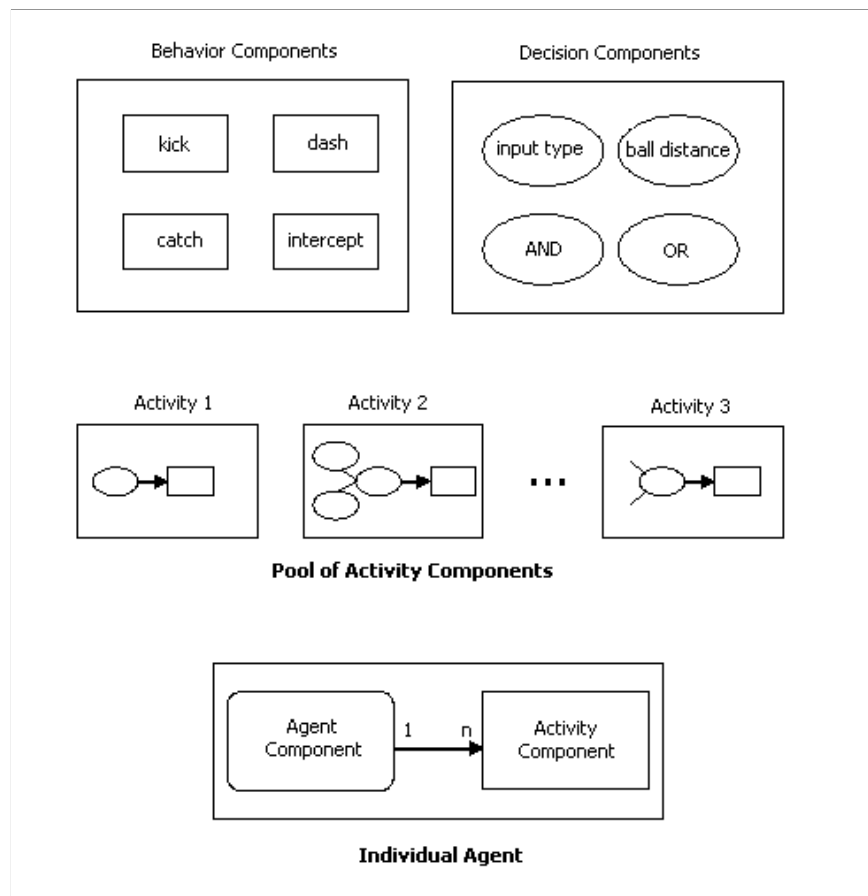 Behavior Components
Decision Components
kick
dash
input type
ball distance
catch
intercept
AND
OR
Activity 1
Activity 2
Activity 3
...
Pool of Activity Components
Agent
Component
1
n
Activity
Component
Individual Agent